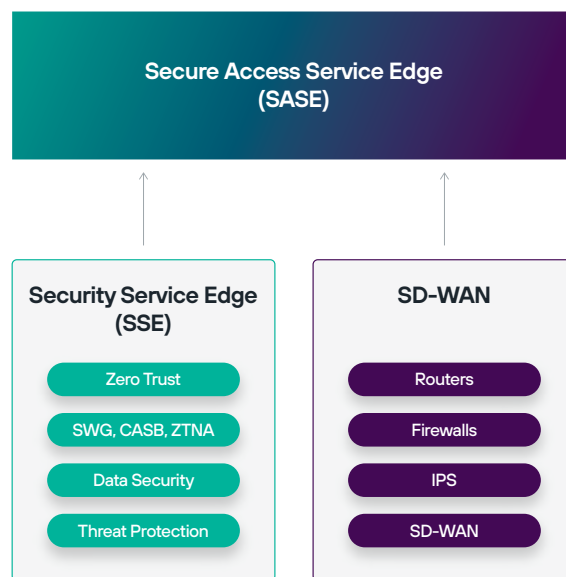 Secure Access Service Edge
(SASE)
Security Service Edge
(SSE)
Zero Trust
SWG, CASB, ZTNA
Data Security
Threat Protection
SD-WAN
Routers
Firewalls
IPS
SD-WAN